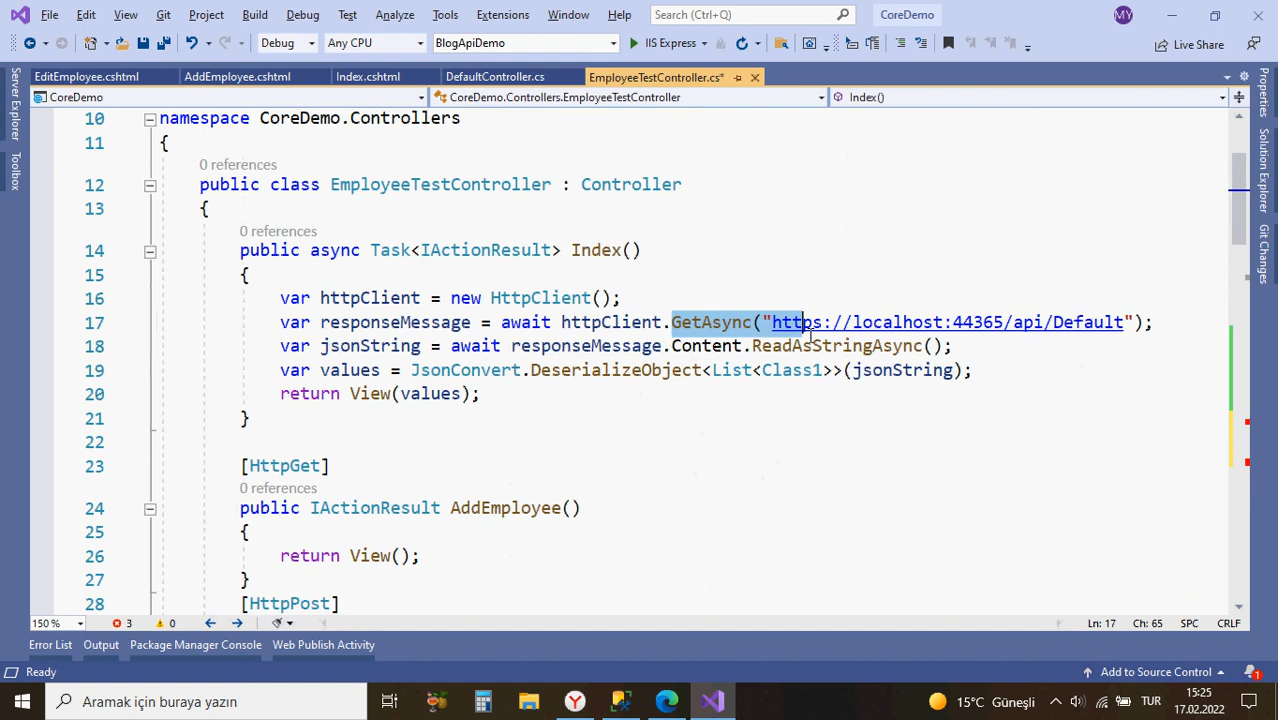 File Edit View Git Project Build Debug Test Analyze Tools Extensions Window Help Search (Ctrl+Q) CoreDemo MY
Debug Any CPU BlogApiDemo IIS Express Live Share
EditEmployee.cshtml AddEmployee.cshtml Index.cshtml DefaultController.cs EmployeeTestController.cs*
CoreDemo CoreDemo.Controllers.EmployeeTestController Index()
Server Explorer
Toolbox
Properties
Solution Explorer
Git Changes
10 namespace CoreDemo.Controllers
11 {
0 references
12 public class EmployeeTestController : Controller
13 {
0 references
14 public async Task<IActionResult> Index()
15 {
16 var httpClient = new HttpClient();
17 var responseMessage = await httpClient.GetAsync("https://localhost:44365/api/Default");
18 var jsonString = await responseMessage.Content.ReadAsStringAsync();
19 var values = JsonConvert.DeserializeObject<List<Class1>>(jsonString);
20 return View(values);
21 }
22
23 [HttpGet]
0 references
24 public IActionResult AddEmployee()
25 {
26 return View();
27 }
28 [HttpPost]
150 % 3 0 Ln: 17 Ch: 65 SPC CRLF
Error List Output Package Manager Console Web Publish Activity
Ready Add to Source Control 1
Aramak için buraya yazın 15°C Güneşli TUR 15:25
17.02.2022